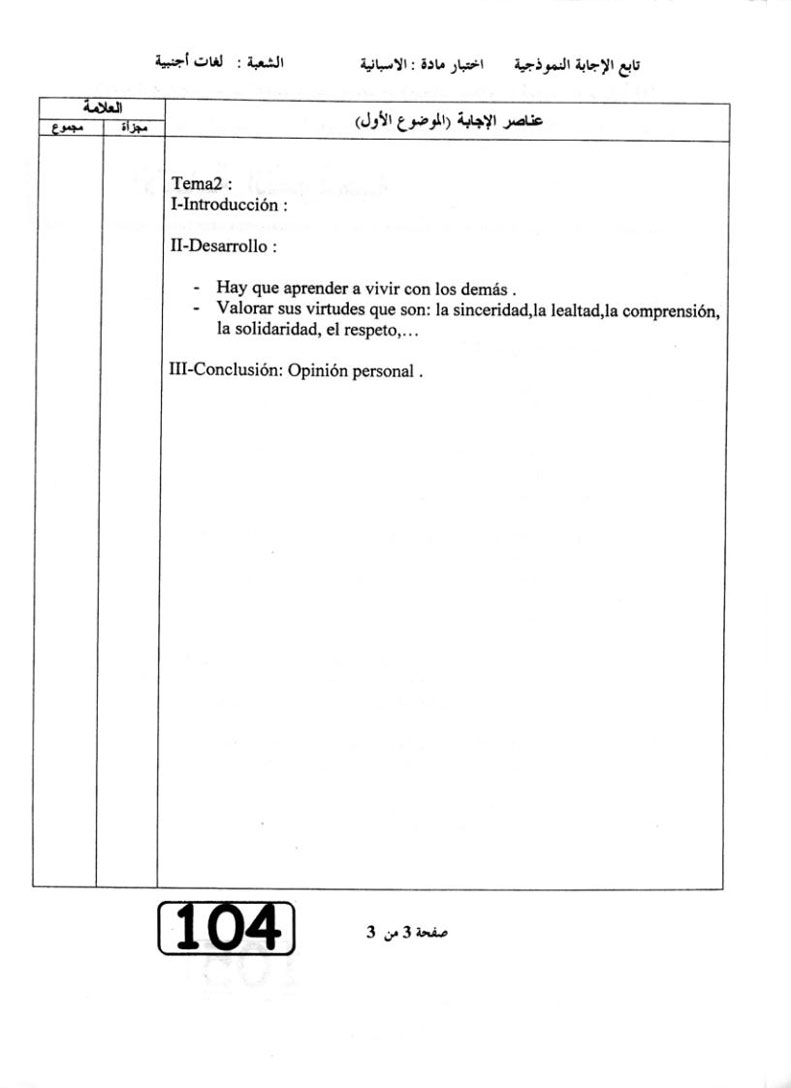 تابع الإجابة النموذجية اختبار مادة : الاسبانية الشعبة : لغات أجنبية
عناصر الإجابة (الموضوع الأول)
العلامة
مجزأة
مجموع
Tema2 :
I-Introducción :
II-Desarrollo :
- Hay que aprender a vivir con los demás .
- Valorar sus virtudes que son: la sinceridad,la lealtad,la comprensión,
la solidaridad, el respeto,…
III-Conclusión: Opinión personal .
104
صفحة 3 من 3